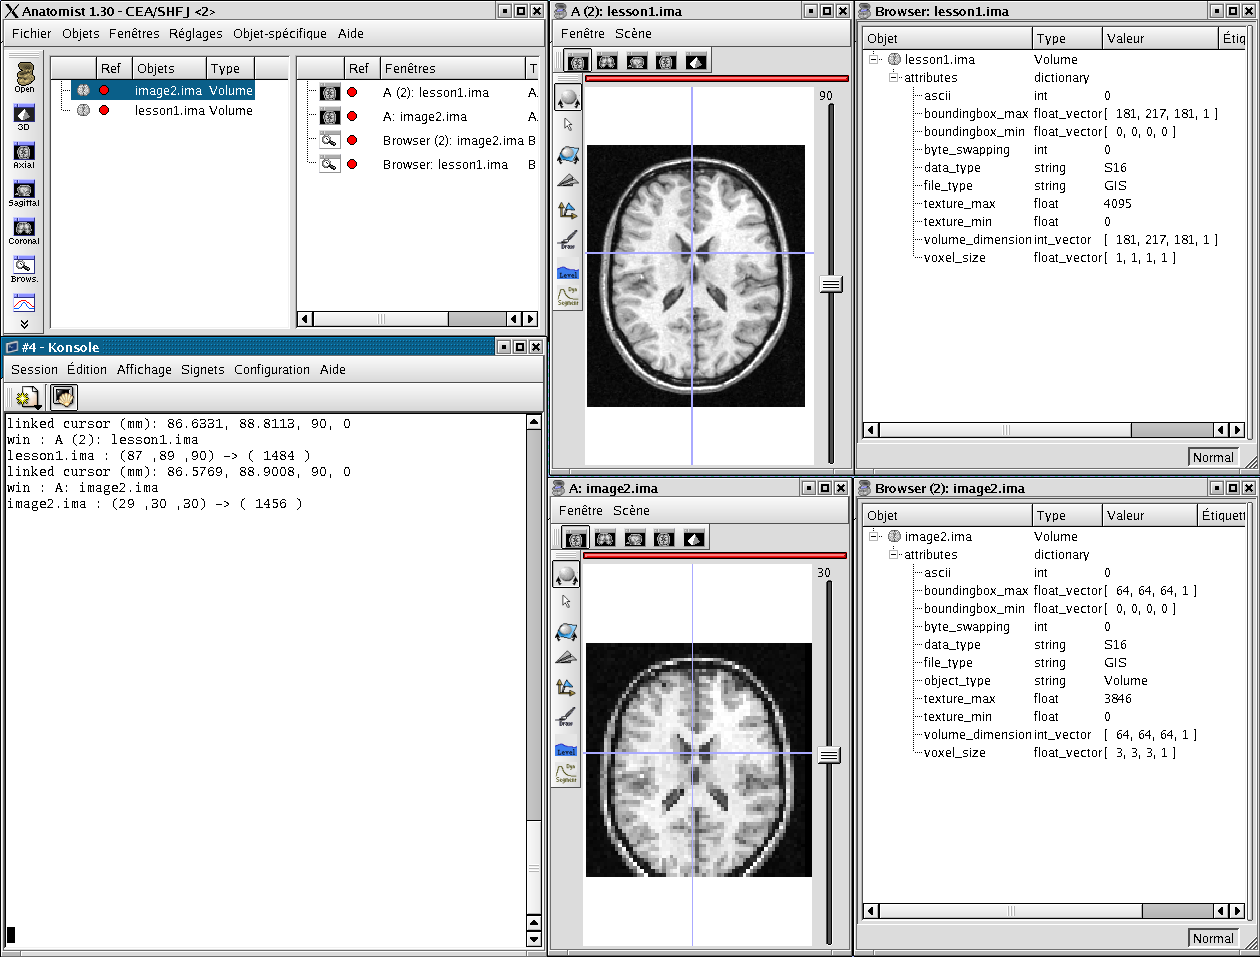 Anatomist 1.30 - CEA/SHFJ <2>
Fichier Objets Fenêtres Réglages Objet-spécifique Aide
Open
3D
Axial
Sagittal
Coronal
Brows.
Ref Objets Type
image2.ima Volume
lesson1.ima Volume
Ref Fenêtres T
A (2): lesson1.ima A
A: image2.ima A
Browser (2): image2.ima B
Browser: lesson1.ima B
#4 - Konsole
Session Édition Affichage Signets Configuration Aide
linked cursor (mm): 86.6331, 88.8113, 90, 0
win : A (2): lesson1.ima
lesson1.ima : (87 ,89 ,90) -> ( 1484 )
linked cursor (mm): 86.5769, 88.9008, 90, 0
win : A: image2.ima
image2.ima : (29 ,30 ,30) -> ( 1456 )
A (2): lesson1.ima
Fenêtre Scène
90
Draw
Level
Dyn
Segment
A: image2.ima
Fenêtre Scène
30
Draw
Level
Dyn
Segment
Browser: lesson1.ima
Objet Type Valeur Étiq
lesson1.ima Volume
attributes dictionary
ascii int 0
boundingbox_max float_vector [ 181, 217, 181, 1 ]
boundingbox_min float_vector [ 0, 0, 0, 0 ]
byte_swapping int 0
data_type string S16
file_type string GIS
texture_max float 4095
texture_min float 0
volume_dimension int_vector [ 181, 217, 181, 1 ]
voxel_size float_vector [ 1, 1, 1, 1 ]
Normal
Browser (2): image2.ima
Objet Type Valeur Étiquett
image2.ima Volume
attributes dictionary
ascii int 0
boundingbox_max float_vector [ 64, 64, 64, 1 ]
boundingbox_min float_vector [ 0, 0, 0, 0 ]
byte_swapping int 0
data_type string S16
file_type string GIS
object_type string Volume
texture_max float 3846
texture_min float 0
volume_dimension int_vector [ 64, 64, 64, 1 ]
voxel_size float_vector [ 3, 3, 3, 1 ]
Normal